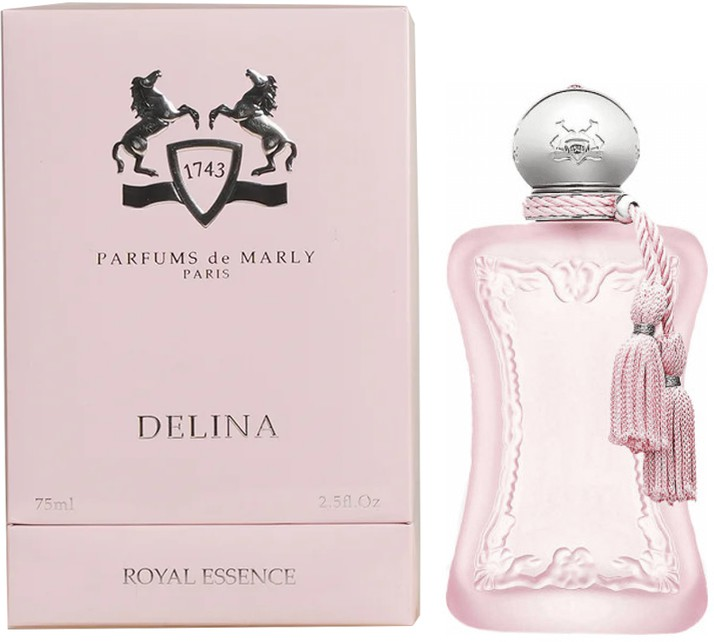 1743
PARFUMS de MARLY
PARIS
DELINA
75ml 2.5fl.Oz
ROYAL ESSENCE